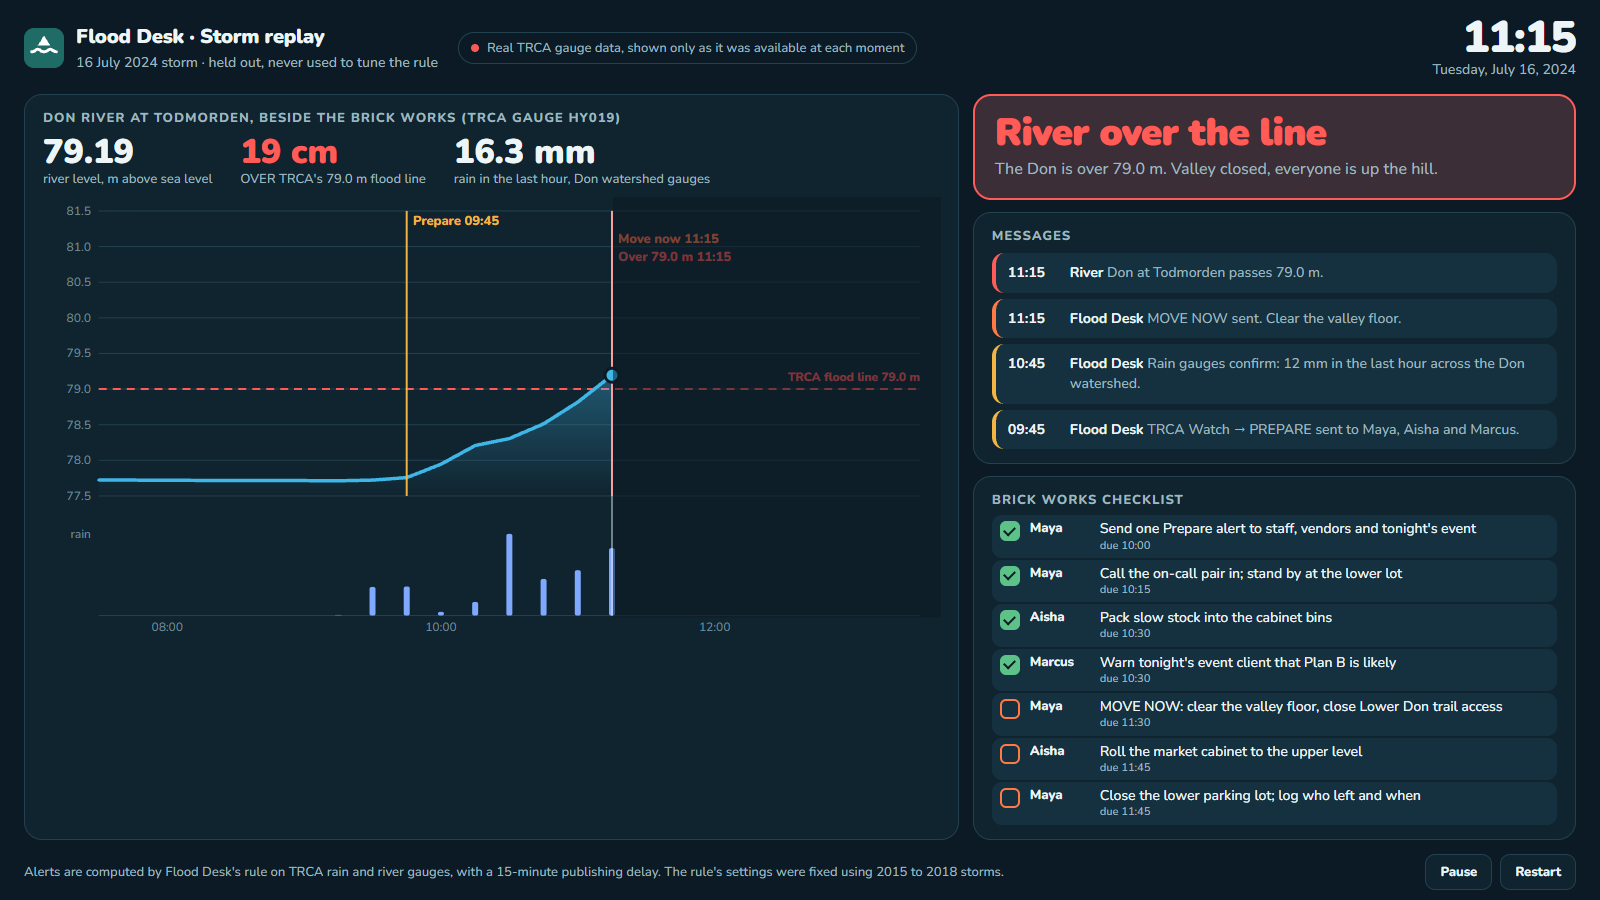 Flood Desk · Storm replay
16 July 2024 storm · held out, never used to tune the rule
Real TRCA gauge data, shown only as it was available at each moment
11:15
Tuesday, July 16, 2024
DON RIVER AT TODMORDEN, BESIDE THE BRICK WORKS (TRCA GAUGE HY019)
79.19
river level, m above sea level
19 cm
OVER TRCA's 79.0 m flood line
16.3 mm
rain in the last hour, Don watershed gauges
81.5
81.0
80.5
80.0
79.5
79.0
78.5
78.0
77.5
rain
Prepare 09:45
Move now 11:15
Over 79.0 m 11:15
TRCA flood line 79.0 m
08:00
10:00
12:00
River over the line
The Don is over 79.0 m. Valley closed, everyone is up the hill.
MESSAGES
11:15 River Don at Todmorden passes 79.0 m.
11:15 Flood Desk MOVE NOW sent. Clear the valley floor.
10:45 Flood Desk Rain gauges confirm: 12 mm in the last hour across the Don
watershed.
09:45 Flood Desk TRCA Watch → PREPARE sent to Maya, Aisha and Marcus.
BRICK WORKS CHECKLIST
Maya Send one Prepare alert to staff, vendors and tonight's event
due 10:00
Maya Call the on-call pair in; stand by at the lower lot
due 10:15
Aisha Pack slow stock into the cabinet bins
due 10:30
Marcus Warn tonight's event client that Plan B is likely
due 10:30
Maya MOVE NOW: clear the valley floor, close Lower Don trail access
due 11:30
Aisha Roll the market cabinet to the upper level
due 11:45
Maya Close the lower parking lot; log who left and when
due 11:45
Alerts are computed by Flood Desk's rule on TRCA rain and river gauges, with a 15-minute publishing delay. The rule's settings were fixed using 2015 to 2018 storms.
Pause
Restart